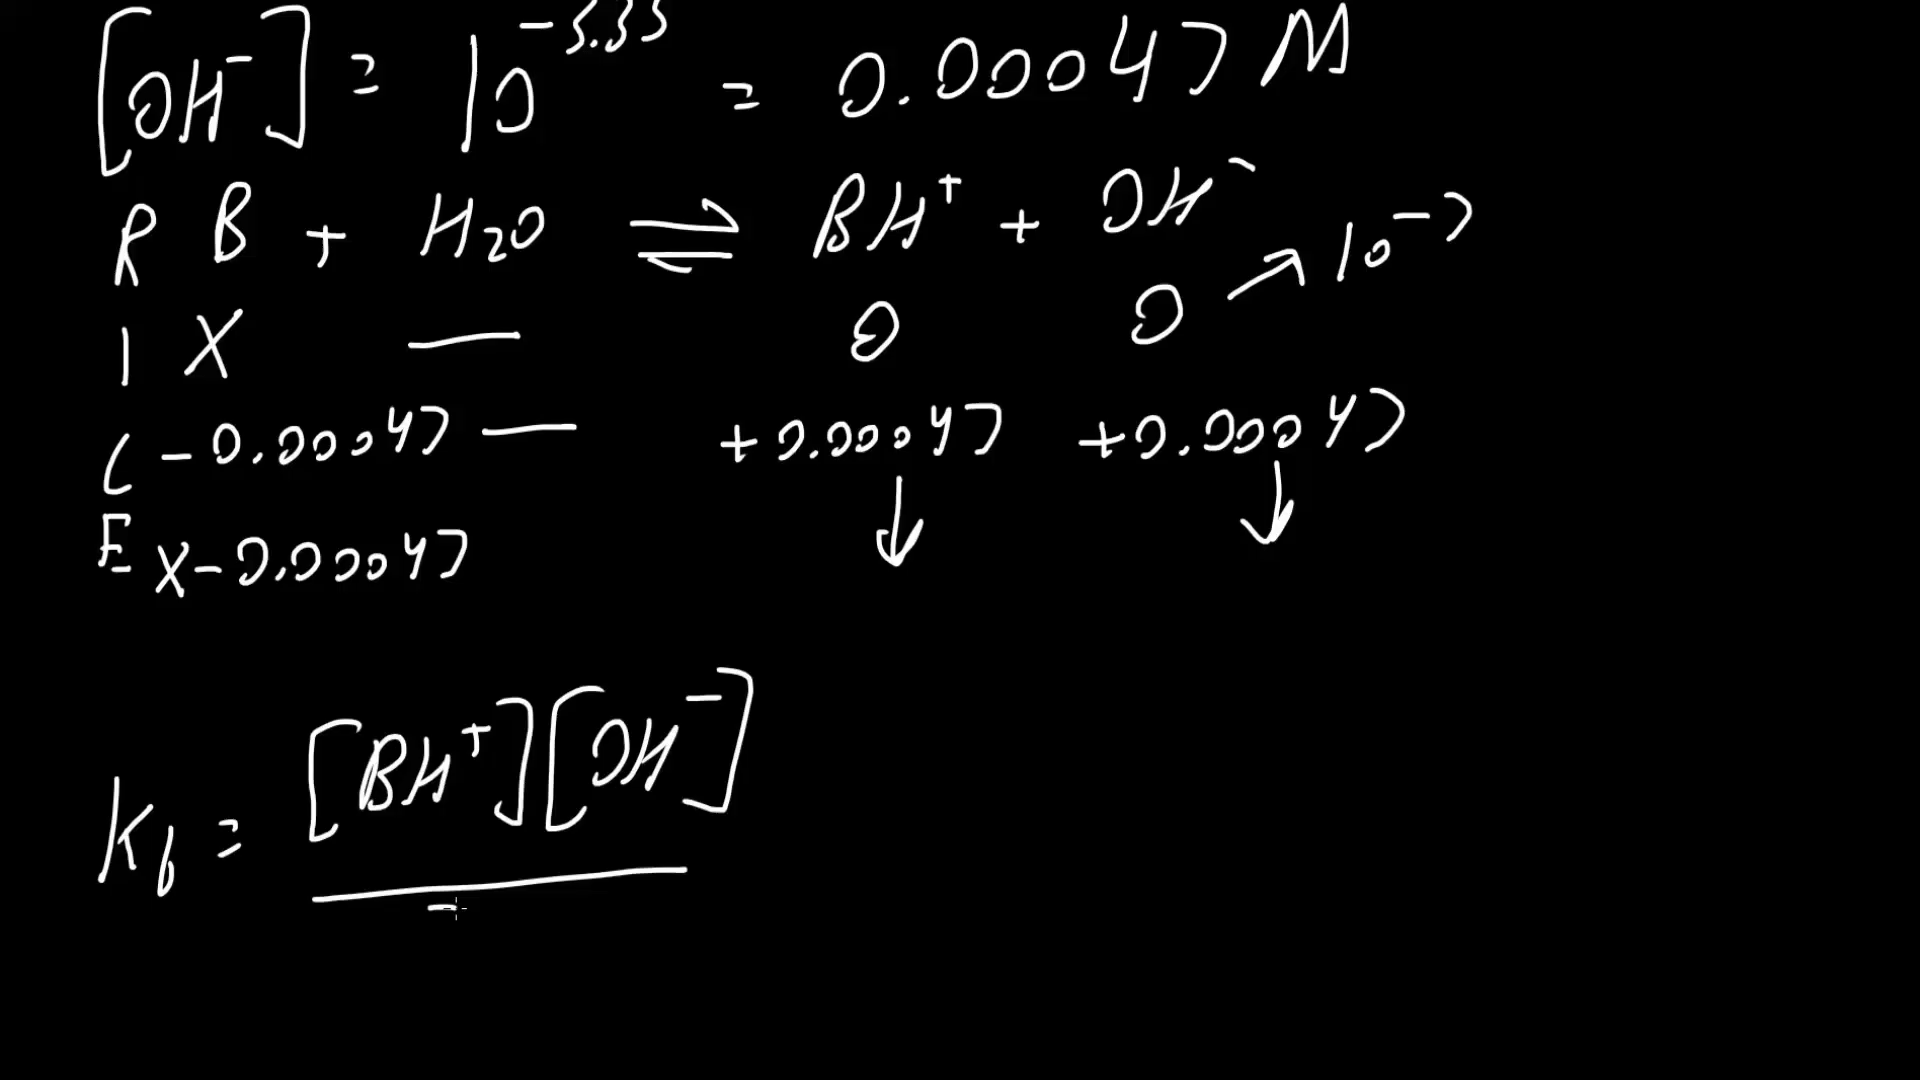 [OH⁻] = 10⁻³·³³ = 0.00047 M
R B + H₂O ⇌ BH⁺ + OH⁻
I X — 0 0 → 10⁻⁷
C -0.00047 — +0.00047 +0.00047
E X-0.00047 ↓ ↓
Kb = [BH⁺][OH⁻]